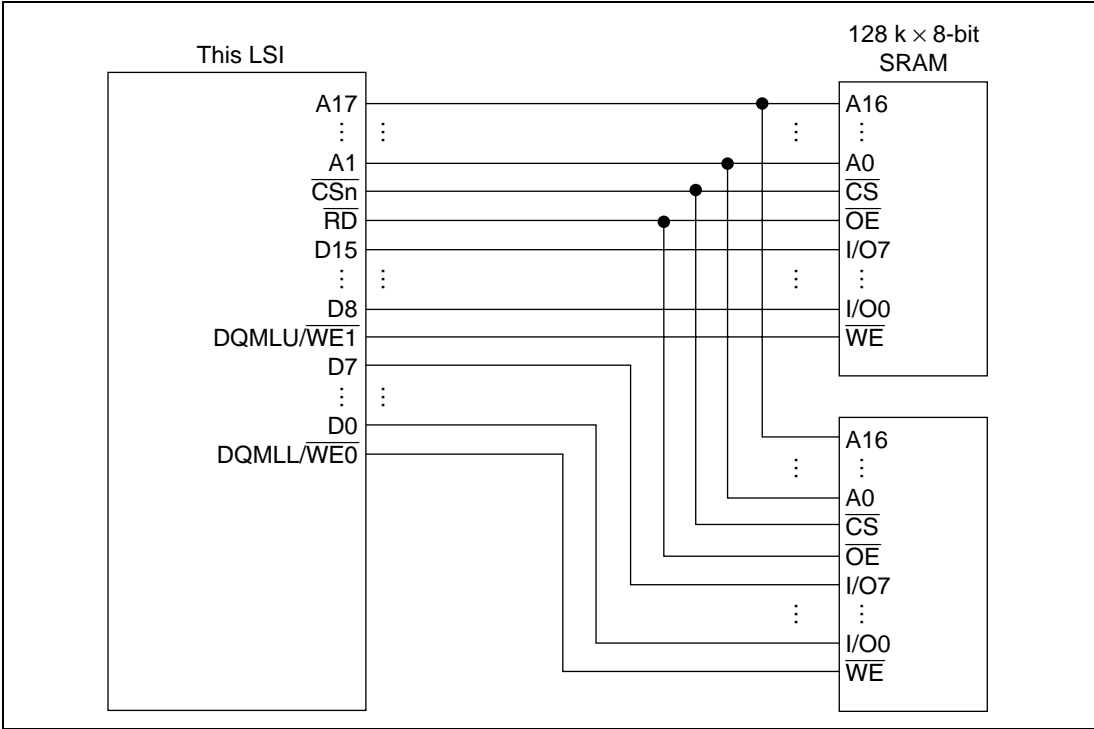 This LSI
A17
⋮ ⋮
A1
CSn
RD
D15
⋮ ⋮
D8
DQMLU/WE1
D7
⋮ ⋮
D0
DQMLL/WE0
128 k × 8-bit
SRAM
A16
⋮ ⋮
A0
CS
OE
I/O7
⋮ ⋮
I/O0
WE
A16
⋮ ⋮
A0
CS
OE
I/O7
⋮ ⋮
I/O0
WE